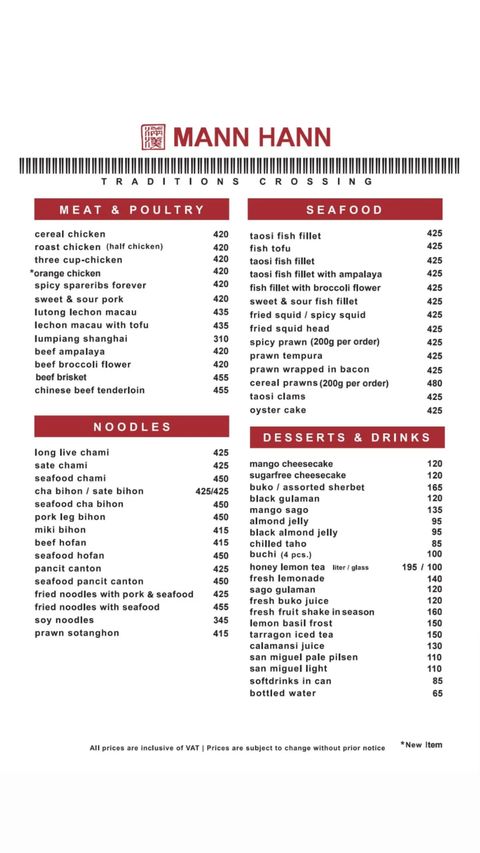 MANN HANN
TRADITIONS CROSSING
MEAT & POULTRY
cereal chicken 420
roast chicken (half chicken) 420
three cup-chicken 420
*orange chicken 420
spicy spareribs forever 420
sweet & sour pork 420
lutong lechon macau 435
lechon macau with tofu 435
lumpiang shanghai 310
beef ampalaya 420
beef broccoli flower 420
beef brisket 455
chinese beef tenderloin 455
NOODLES
long live chami 425
sate chami 425
seafood chami 450
cha bihon / sate bihon 425/425
seafood cha bihon 450
pork leg bihon 450
miki bihon 415
beef hofan 415
seafood hofan 450
pancit canton 425
seafood pancit canton 450
fried noodles with pork & seafood 425
fried noodles with seafood 455
soy noodles 345
prawn sotanghon 415
SEAFOOD
taosi fish fillet 425
fish tofu 425
taosi fish fillet 425
taosi fish fillet with ampalaya 425
fish fillet with broccoli flower 425
sweet & sour fish fillet 425
fried squid / spicy squid 425
fried squid head 425
spicy prawn (200g per order) 425
prawn tempura 425
prawn wrapped in bacon 425
cereal prawns (200g per order) 480
taosi clams 425
oyster cake 425
DESSERTS & DRINKS
mango cheesecake 120
sugarfree cheesecake 120
buko / assorted sherbet 165
black gulaman 120
mango sago 135
almond jelly 95
black almond jelly 95
chilled taho 85
buchi (4 pcs.) 100
honey lemon tea liter / glass 195 / 100
fresh lemonade 140
sago gulaman 120
fresh buko juice 120
fresh fruit shake in season 160
lemon basil frost 150
tarragon iced tea 150
calamansi juice 130
san miguel pale pilsen 110
san miguel light 110
softdrinks in can 85
bottled water 65
All prices are inclusive of VAT | Prices are subject to change without prior notice
*New Item